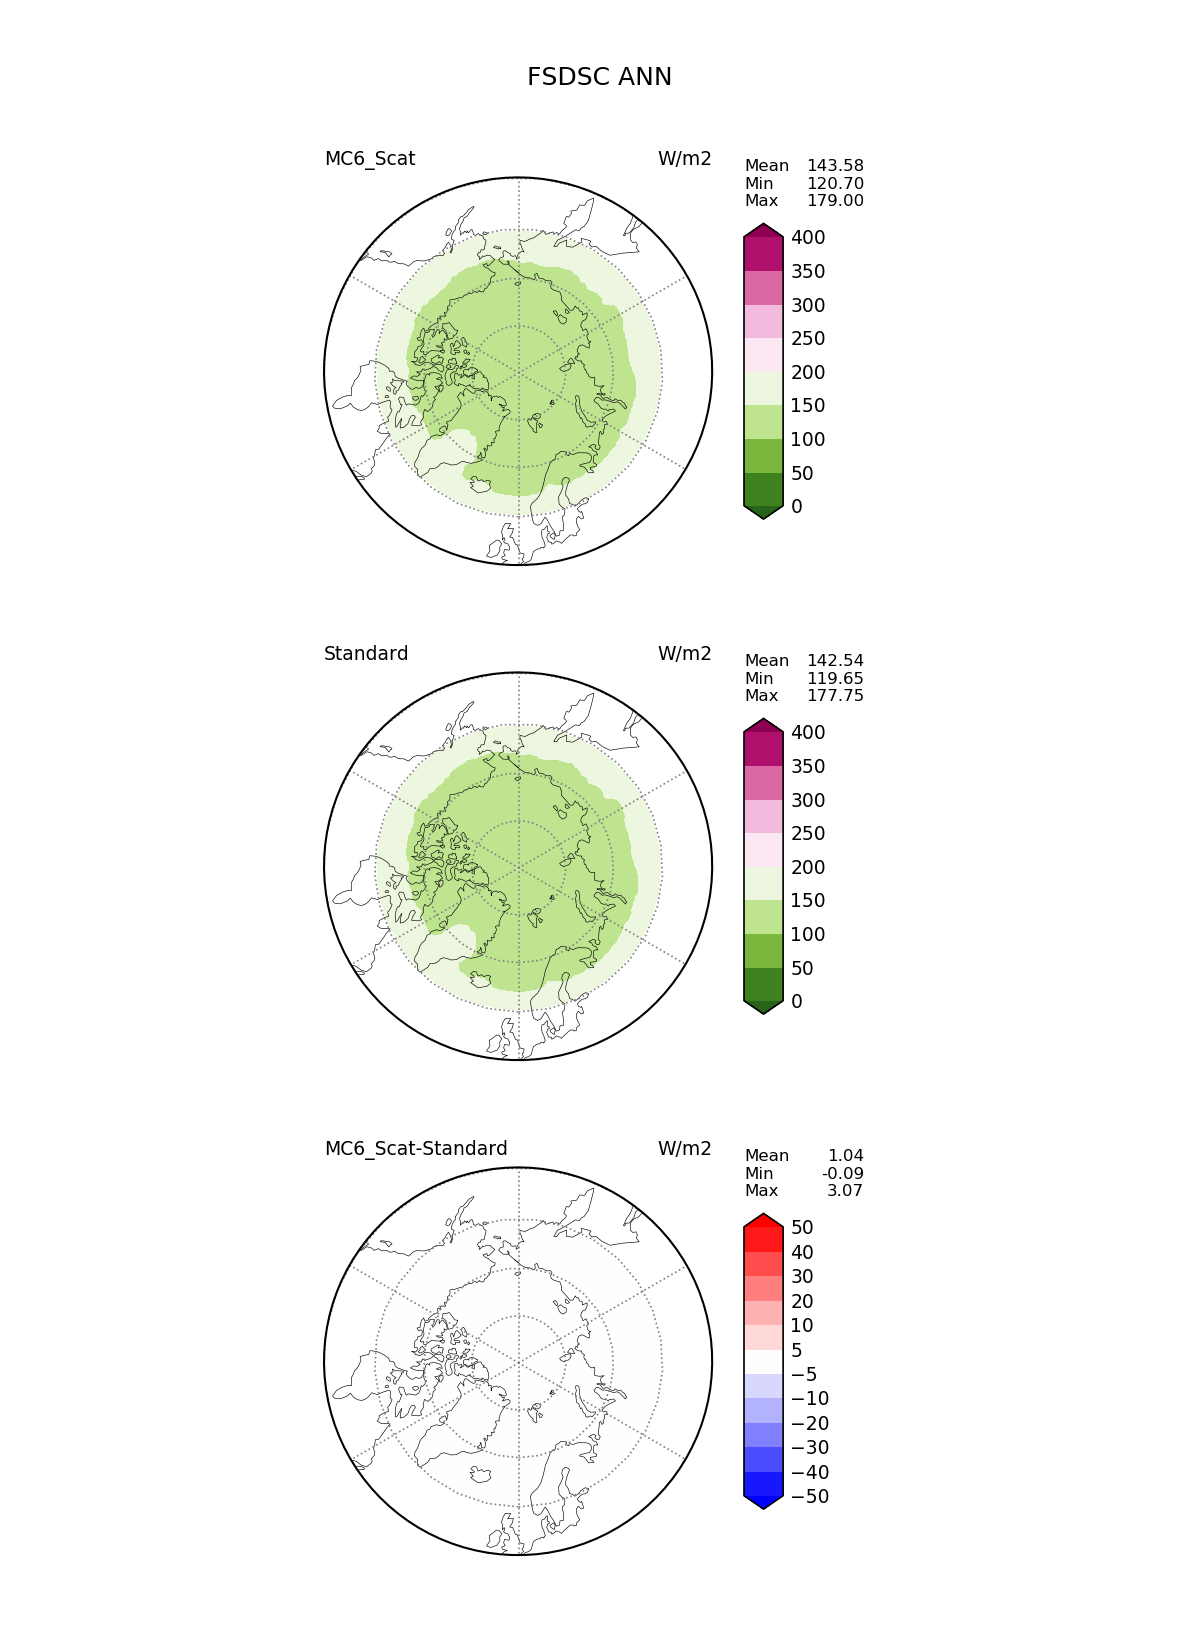 FSDSC ANN
MC6_Scat W/m2
Mean 143.58
Min 120.70
Max 179.00
400
350
300
250
200
150
100
50
0
Standard W/m2
Mean 142.54
Min 119.65
Max 177.75
400
350
300
250
200
150
100
50
0
MC6_Scat-Standard W/m2
Mean 1.04
Min -0.09
Max 3.07
50
40
30
20
10
5
−5
−10
−20
−30
−40
−50